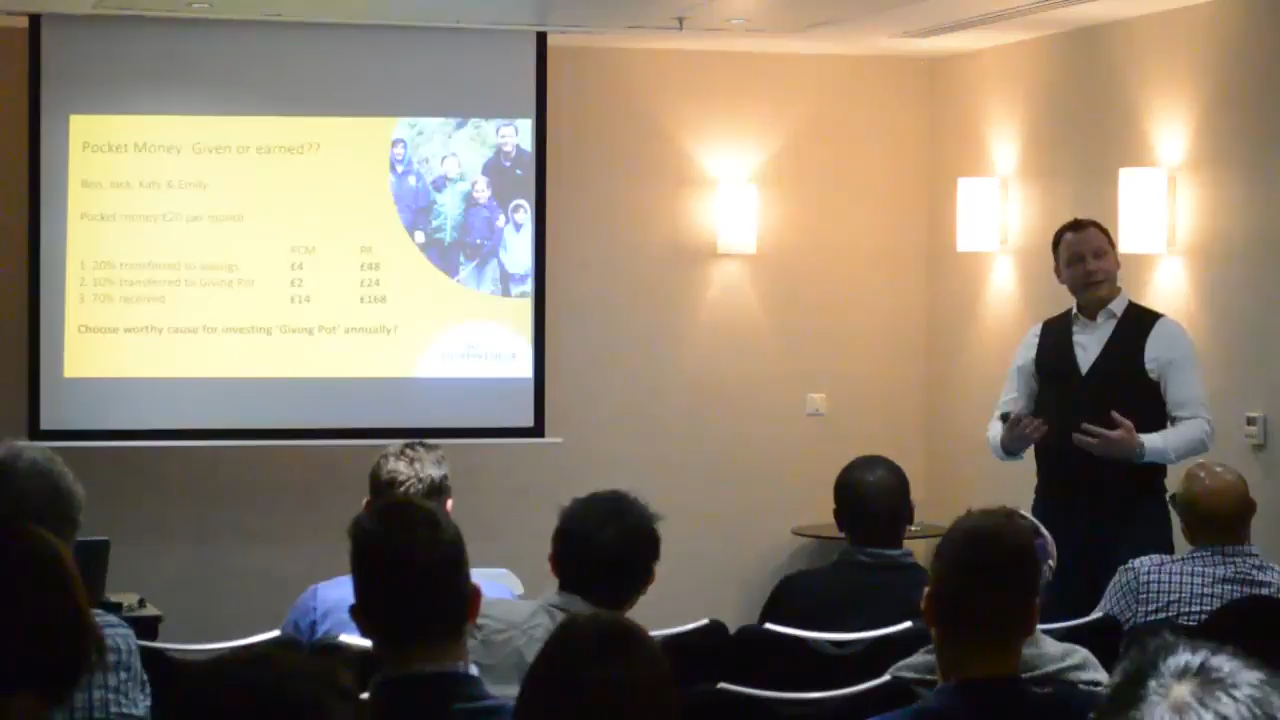 Pocket Money Given or earned??
Ben, Jack, Katy & Emily
Pocket money £20 per month
PCM PA
1. 20% transferred to savings £4 £48
2. 10% transferred to Giving Pot £2 £24
3. 70% received £14 £168
Choose worthy cause for investing 'Giving Pot' annually!